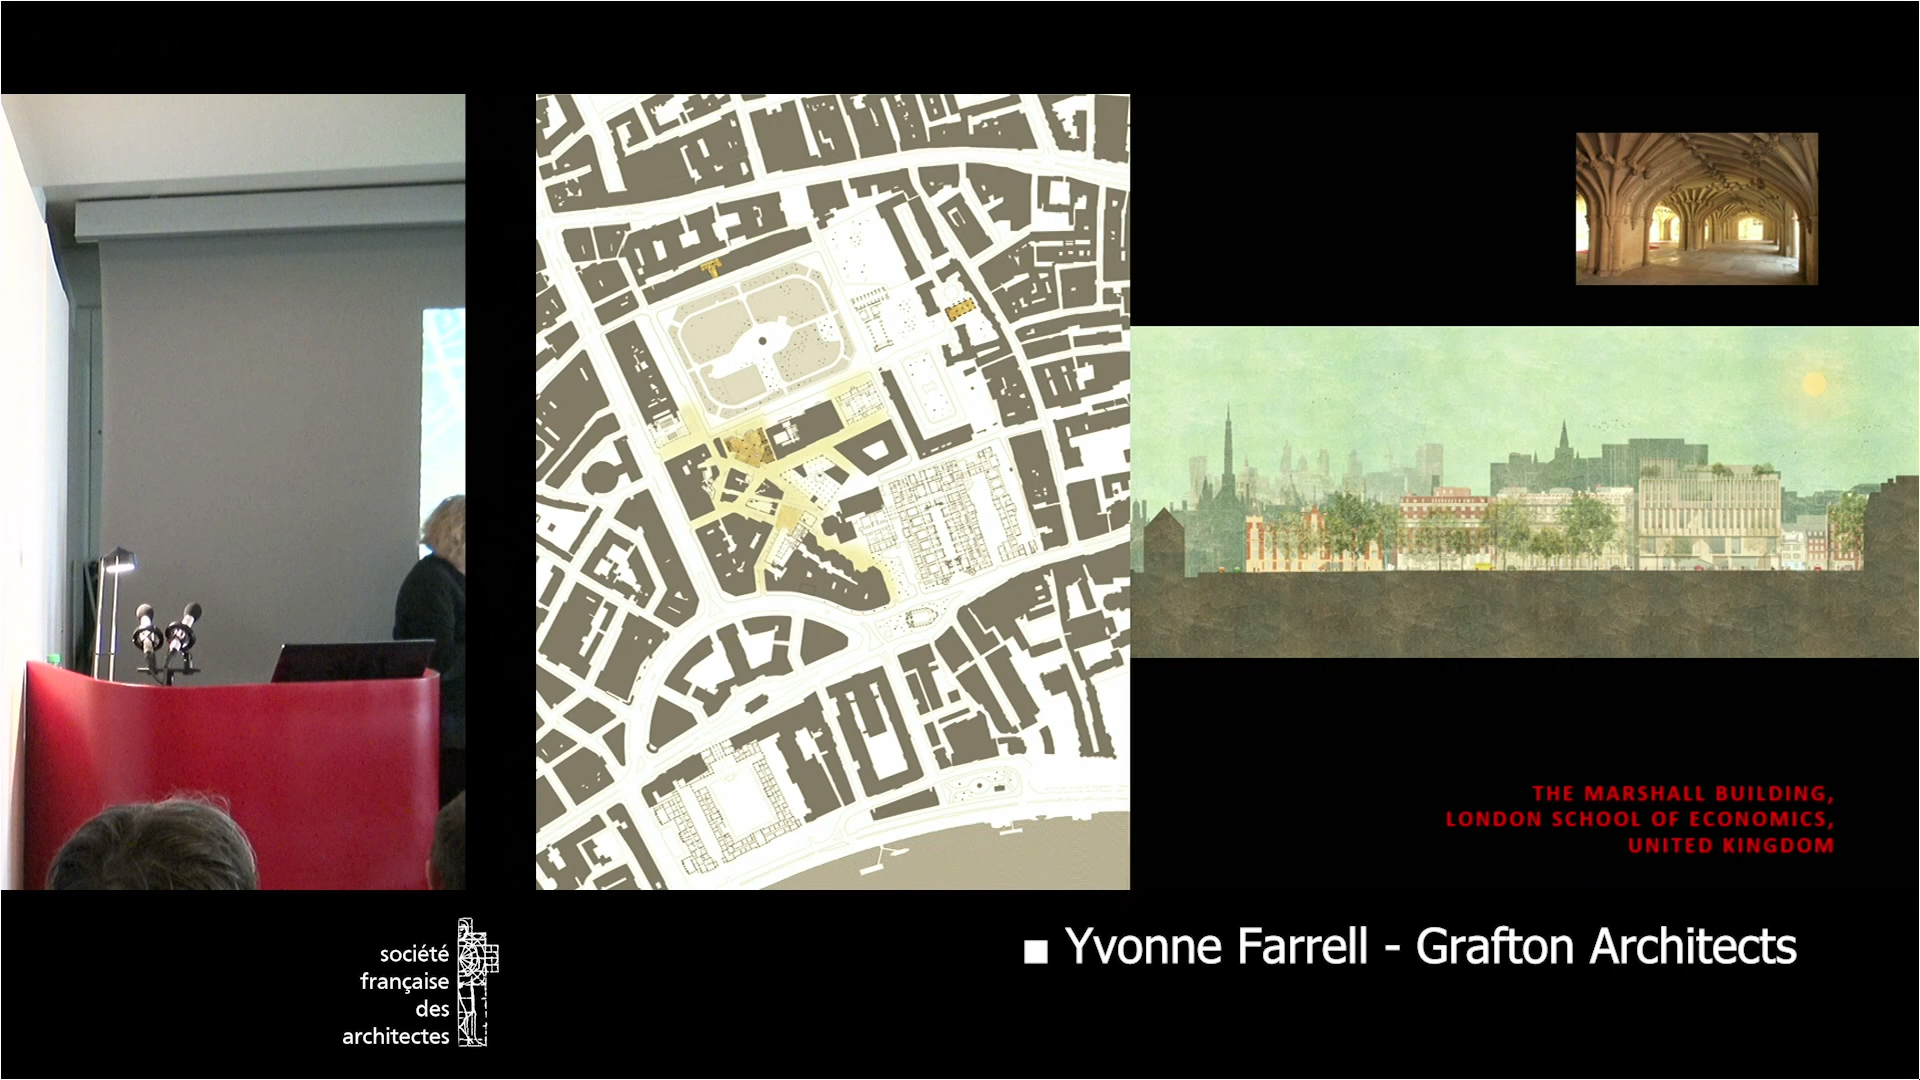 THE MARSHALL BUILDING,
LONDON SCHOOL OF ECONOMICS,
UNITED KINGDOM
société
française
des
architectes
■ Yvonne Farrell - Grafton Architects